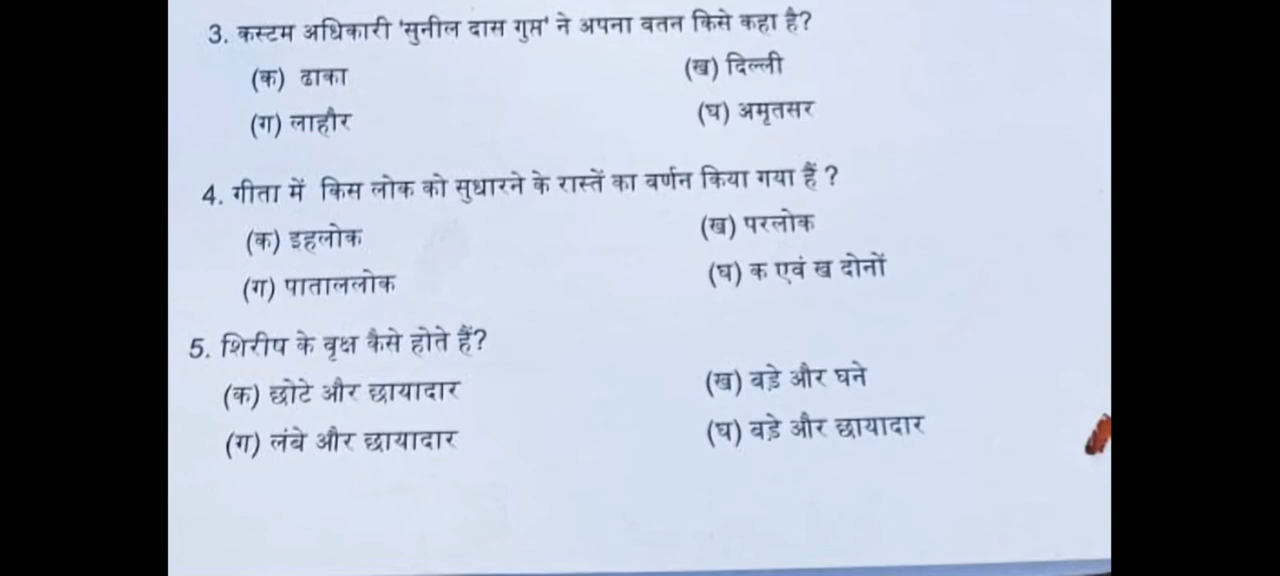 3. कस्टम अधिकारी 'सुनील दास गुप्त' ने अपना वतन किसे कहा है?
(क) ढाका (ख) दिल्ली
(ग) लाहौर (घ) अमृतसर
4. गीता में किस लोक को सुधारने के रास्तें का वर्णन किया गया हैं ?
(क) इहलोक (ख) परलोक
(ग) पाताललोक (घ) क एवं ख दोनों
5. शिरीष के वृक्ष कैसे होते हैं?
(क) छोटे और छायादार (ख) बड़े और घने
(ग) लंबे और छायादार (घ) बड़े और छायादार